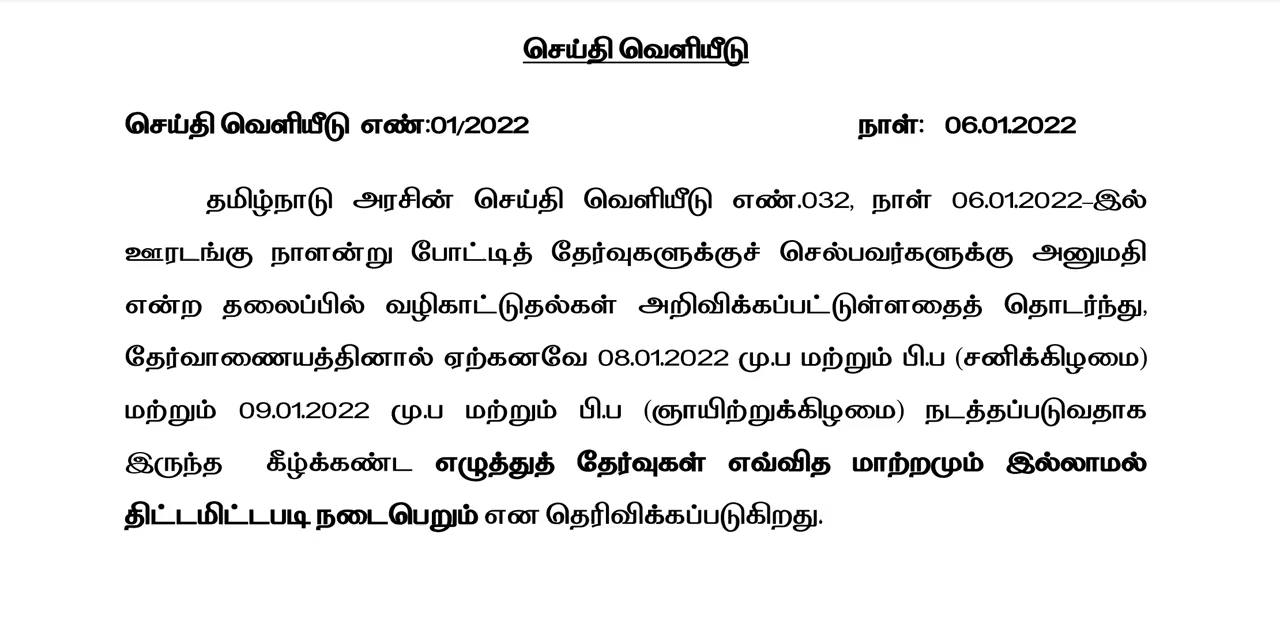 செய்தி வெளியீடு
செய்தி வெளியீடு எண்:01/2022 நாள்: 06.01.2022
தமிழ்நாடு அரசின் செய்தி வெளியீடு எண்.032, நாள் 06.01.2022-இல்
ஊரடங்கு நாளன்று போட்டித் தேர்வுகளுக்குச் செல்பவர்களுக்கு அனுமதி
என்ற தலைப்பில் வழிகாட்டுதல்கள் அறிவிக்கப்பட்டுள்ளதைத் தொடர்ந்து,
தேர்வாணையத்தினால் ஏற்கனவே 08.01.2022 மு.ப மற்றும் பி.ப (சனிக்கிழமை)
மற்றும் 09.01.2022 மு.ப மற்றும் பி.ப (ஞாயிற்றுக்கிழமை) நடத்தப்படுவதாக
இருந்த கீழ்க்கண்ட எழுத்துத் தேர்வுகள் எவ்வித மாற்றமும் இல்லாமல்
திட்டமிட்டபடி நடைபெறும் என தெரிவிக்கப்படுகிறது.